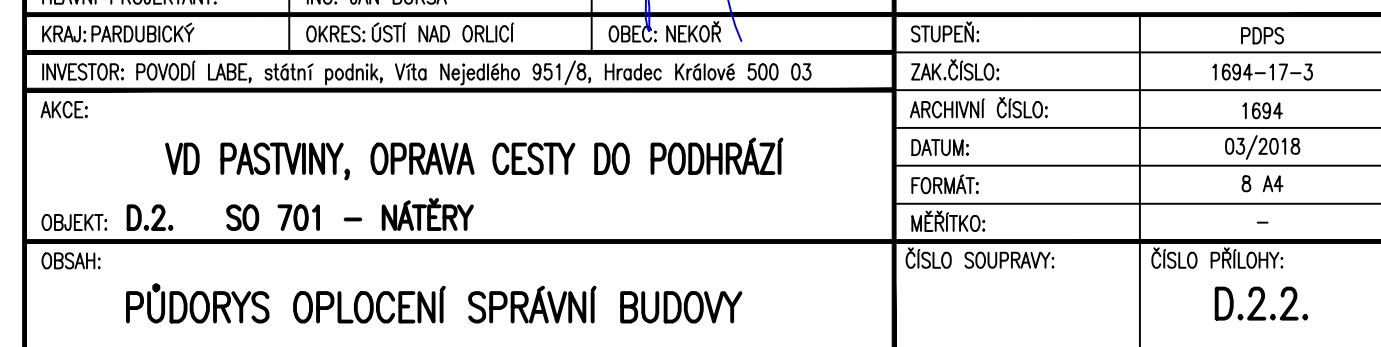 KRAJ: PARDUBICKÝ OKRES: ÚSTÍ NAD ORLICÍ OBEC: NEKOŘ
INVESTOR: POVODÍ LABE, státní podnik, Víta Nejedlého 951/8, Hradec Králové 500 03
AKCE:
VD PASTVINY, OPRAVA CESTY DO PODHRÁZÍ
OBJEKT: D.2. SO 701 – NÁTĚRY
OBSAH:
PŮDORYS OPLOCENÍ SPRÁVNÍ BUDOVY
STUPEŇ: PDPS
ZAK.ČÍSLO: 1694-17-3
ARCHIVNÍ ČÍSLO: 1694
DATUM: 03/2018
FORMÁT: 8 A4
MĚŘÍTKO: –
ČÍSLO SOUPRAVY:
ČÍSLO PŘÍLOHY:
D.2.2.